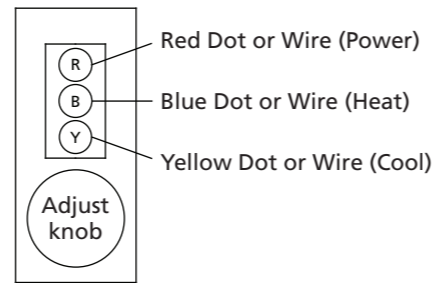 R
Red Dot or Wire (Power)
B
Blue Dot or Wire (Heat)
Y
Yellow Dot or Wire (Cool)
Adjust
knob